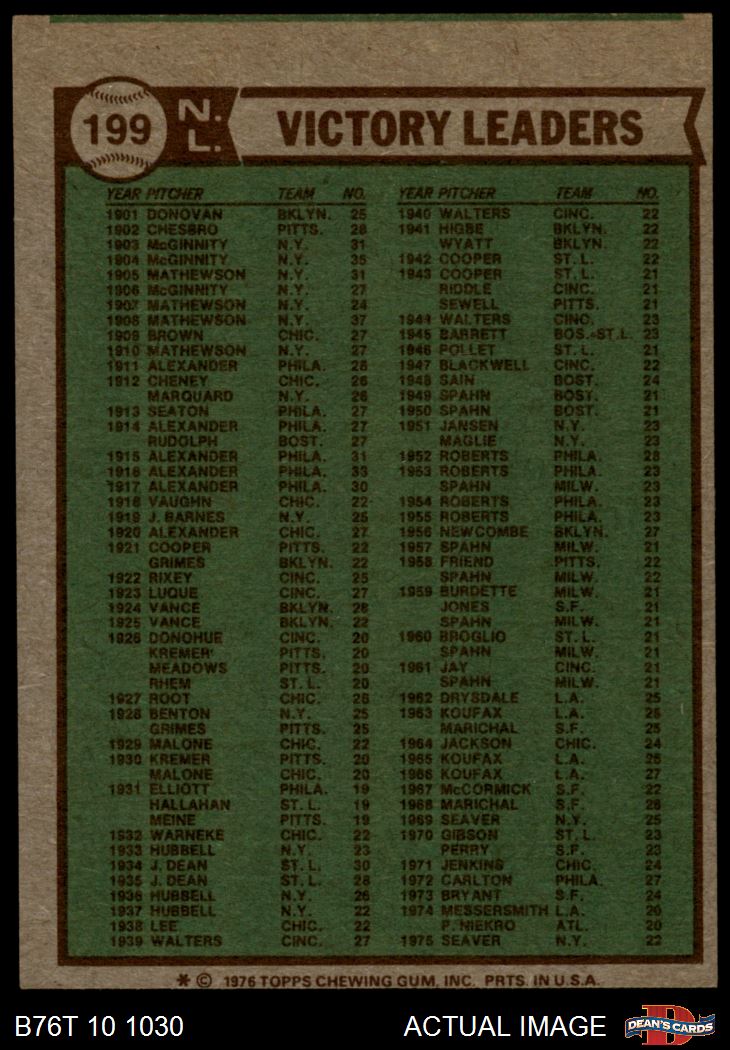 199 N.L. VICTORY LEADERS
YEAR PITCHER TEAM NO.
1901 DONOVAN BKLYN. 25
1902 CHESBRO PITTS. 28
1903 McGINNITY N.Y. 31
1904 McGINNITY N.Y. 35
1905 MATHEWSON N.Y. 31
1906 McGINNITY N.Y. 27
1907 MATHEWSON N.Y. 24
1908 MATHEWSON N.Y. 37
1909 BROWN CHIC. 27
1910 MATHEWSON N.Y. 27
1911 ALEXANDER PHILA. 28
1912 CHENEY CHIC. 26
MARQUARD N.Y. 26
1913 SEATON PHILA. 27
1914 ALEXANDER PHILA. 27
RUDOLPH BOST. 27
1915 ALEXANDER PHILA. 31
1916 ALEXANDER PHILA. 33
1917 ALEXANDER PHILA. 30
1918 VAUGHN CHIC. 22
1919 J. BARNES N.Y. 25
1920 ALEXANDER CHIC. 27
1921 COOPER PITTS. 22
GRIMES BKLYN. 22
1922 RIXEY CINC. 25
1923 LUQUE CINC. 27
1924 VANCE BKLYN. 28
1925 VANCE BKLYN. 22
1926 DONOHUE CINC. 20
KREMER PITTS. 20
MEADOWS PITTS. 20
RHEM ST. L. 20
1927 ROOT CHIC. 26
1928 BENTON N.Y. 25
GRIMES PITTS. 25
1929 MALONE CHIC. 22
1930 KREMER PITTS. 20
MALONE CHIC. 20
1931 ELLIOTT PHILA. 19
HALLAHAN ST. L. 19
MEINE PITTS. 19
1932 WARNEKE CHIC. 22
1933 HUBBELL N.Y. 23
1934 J. DEAN ST. L. 30
1935 J. DEAN ST. L. 28
1936 HUBBELL N.Y. 26
1937 HUBBELL N.Y. 22
1938 LEE CHIC. 22
1939 WALTERS CINC. 27
YEAR PITCHER TEAM NO.
1940 WALTERS CINC. 22
1941 HIGBE BKLYN. 22
WYATT BKLYN. 22
1942 COOPER ST. L. 22
1943 COOPER ST. L. 21
RIDDLE CINC. 21
SEWELL PITTS. 21
1944 WALTERS CINC. 23
1945 BARRETT BOS.-ST.L. 23
1946 POLLET ST. L. 21
1947 BLACKWELL CINC. 22
1948 SAIN BOST. 24
1949 SPAHN BOST. 21
1950 SPAHN BOST. 21
1951 JANSEN N.Y. 23
MAGLIE N.Y. 23
1952 ROBERTS PHILA. 28
1953 ROBERTS PHILA. 23
SPAHN MILW. 23
1954 ROBERTS PHILA. 23
1955 ROBERTS PHILA. 23
1956 NEWCOMBE BKLYN. 27
1957 SPAHN MILW. 21
1958 FRIEND PITTS. 22
SPAHN MILW. 22
1959 BURDETTE MILW. 21
JONES S.F. 21
SPAHN MILW. 21
1960 BROGLIO ST. L. 21
SPAHN MILW. 21
1961 JAY CINC. 21
SPAHN MILW. 21
1962 DRYSDALE L.A. 25
1963 KOUFAX L.A. 25
MARICHAL S.F. 25
1964 JACKSON CHIC. 24
1965 KOUFAX L.A. 26
1966 KOUFAX L.A. 27
1967 McCORMICK S.F. 22
1968 MARICHAL S.F. 26
1969 SEAVER N.Y. 25
1970 GIBSON ST. L. 23
PERRY S.F. 23
1971 JENKINS CHIC. 24
1972 CARLTON PHILA. 27
1973 BRYANT S.F. 24
1974 MESSERSMITH L.A. 20
P. NIEKRO ATL. 20
1975 SEAVER N.Y. 22
* © 1976 TOPPS CHEWING GUM, INC. PRTS. IN U.S.A.
B76T 10 1030 ACTUAL IMAGE D DEAN'S CARDS